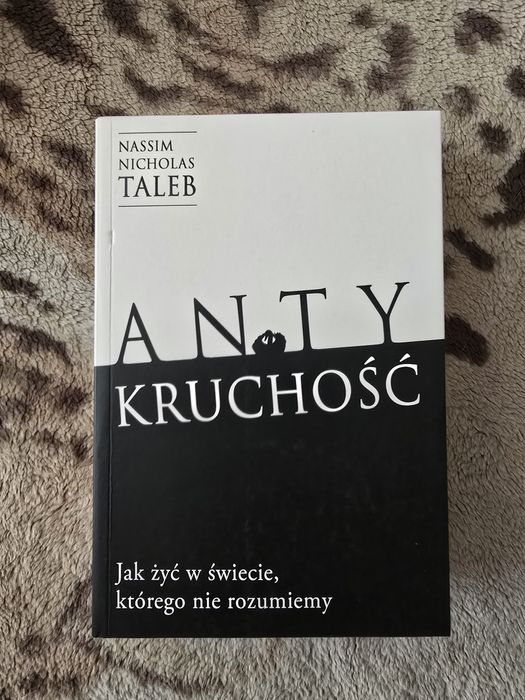 NASSIM
NICHOLAS
TALEB
ANTY
KRUCHOŚĆ
Jak żyć w świecie,
którego nie rozumiemy